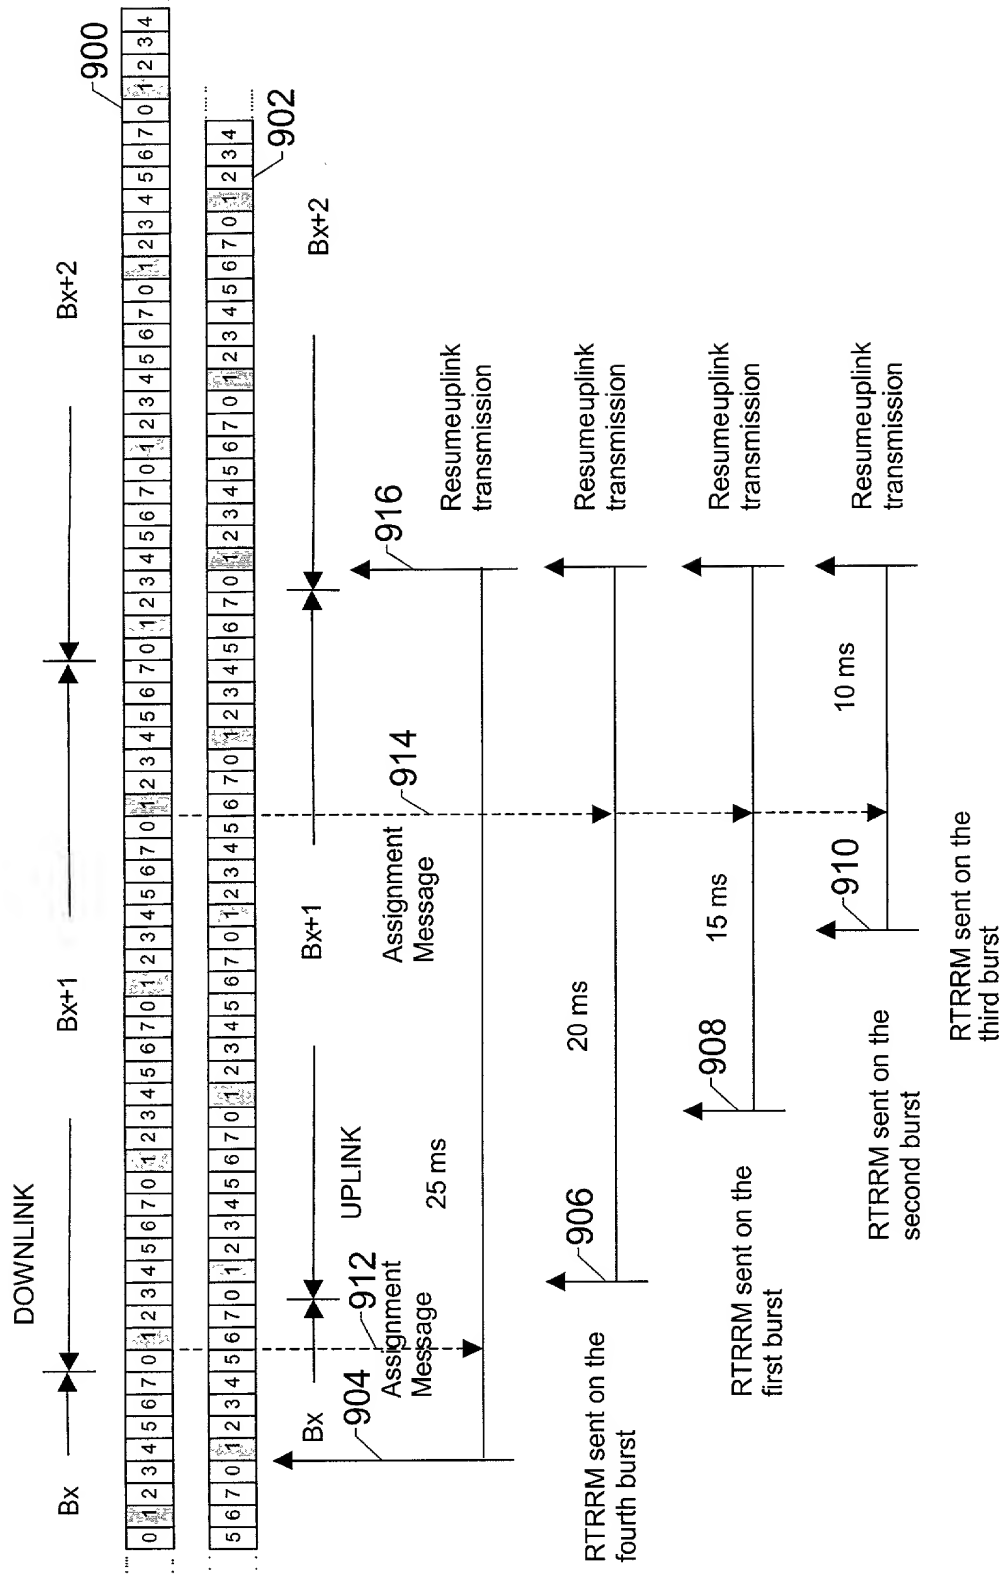 DOWNLINK
Bx
Bx+1
Bx+2
900
0 1 2 3 4 5 6 7 0 1 2 3 4 5 6 7 0 1 2 3 4 5 6 7 0 1 2 3 4 5 6 7 0 1 2 3 4 5 6 7 0 1 2 3 4 5 6 7 0 1 2 3 4 5 6 7 0 1 2 3 4 5 6 7 0 1 2 3 4
5 6 7 0 1 2 3 4 5 6 7 0 1 2 3 4 5 6 7 0 1 2 3 4 5 6 7 0 1 2 3 4 5 6 7 0 1 2 3 4 5 6 7 0 1 2 3 4 5 6 7 0 1 2 3 4 5 6 7 0 1 2 3 4
902
Bx
Bx+1
Bx+2
UPLINK
904
912
Assignment
Message
25 ms
914
Assignment
Message
916
Resumeuplink
transmission
RTRRM sent on the
fourth burst
906
20 ms
Resumeuplink
transmission
RTRRM sent on the
first burst
908
15 ms
Resumeuplink
transmission
RTRRM sent on the
second burst
910
10 ms
Resumeuplink
transmission
RTRRM sent on the
third burst